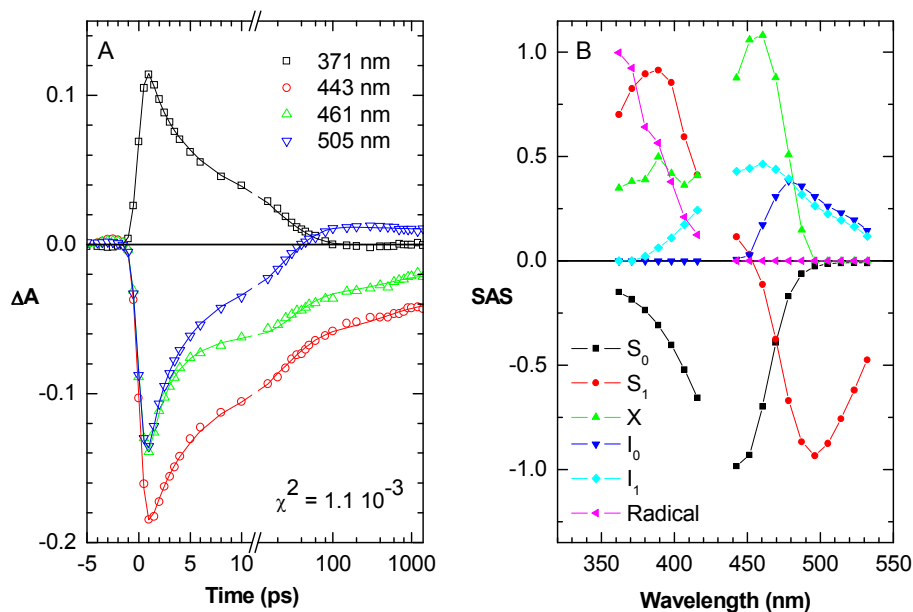 A
371 nm
443 nm
461 nm
505 nm
0.1
0.0
-0.1
-0.2
ΔA
χ² = 1.1 10⁻³
-5 0 5 10 100 1000
Time (ps)
B
1.0
0.5
0.0
-0.5
-1.0
SAS
S₀
S₁
X
I₀
I₁
Radical
350 400 450 500 550
Wavelength (nm)